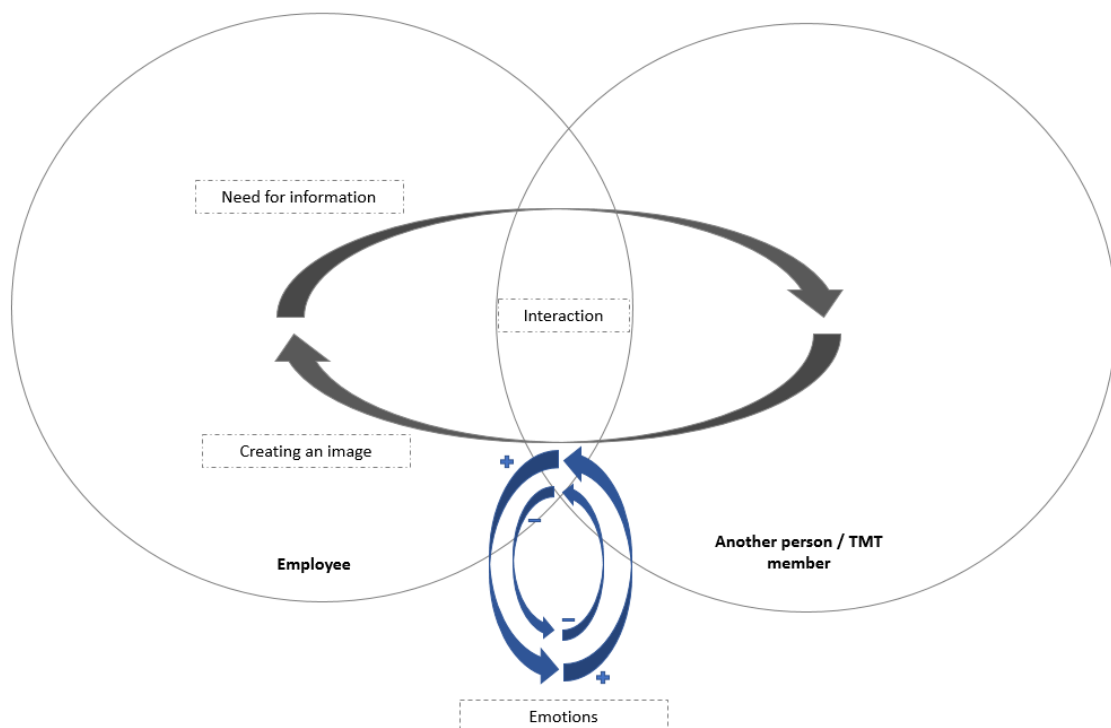 Need for information
Interaction
Creating an image
+
−
Employee
Another person / TMT
member
−
+
Emotions